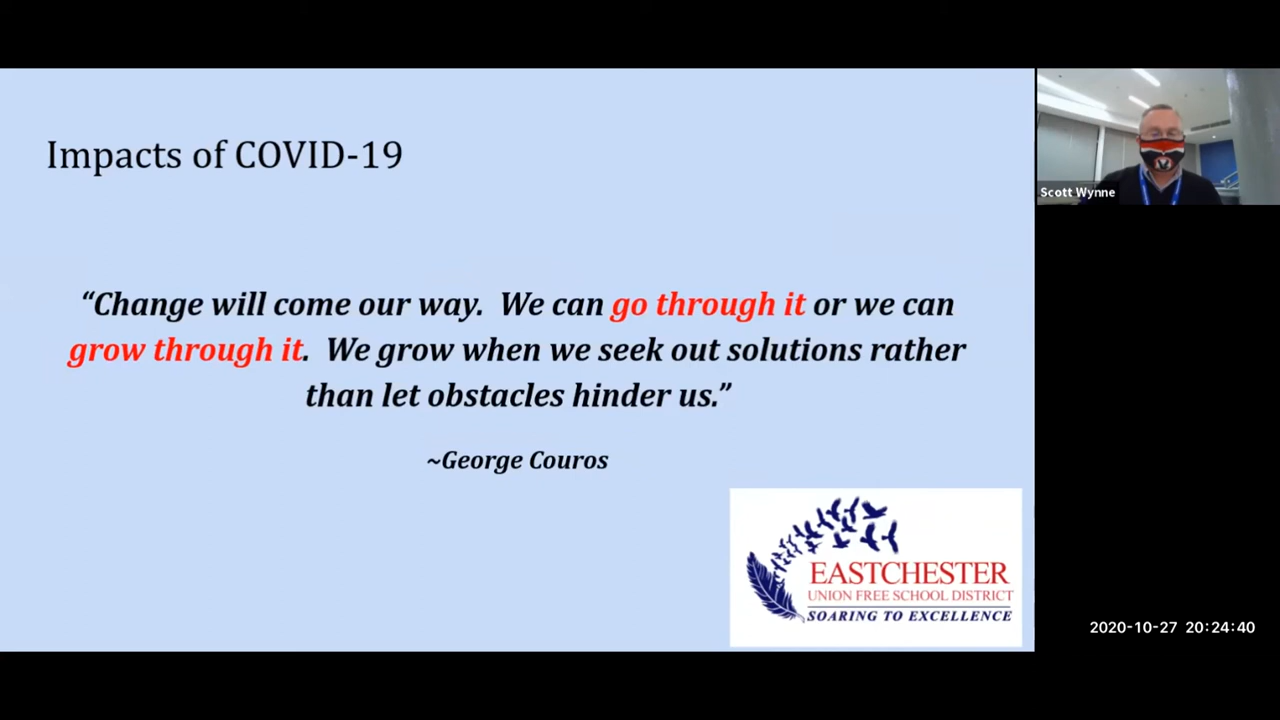 Impacts of COVID-19
“Change will come our way.  We can go through it or we can
grow through it.  We grow when we seek out solutions rather
than let obstacles hinder us.”
~George Couros
EASTCHESTER
UNION FREE SCHOOL DISTRICT
SOARING TO EXCELLENCE
Scott Wynne
2020-10-27 20:24:40